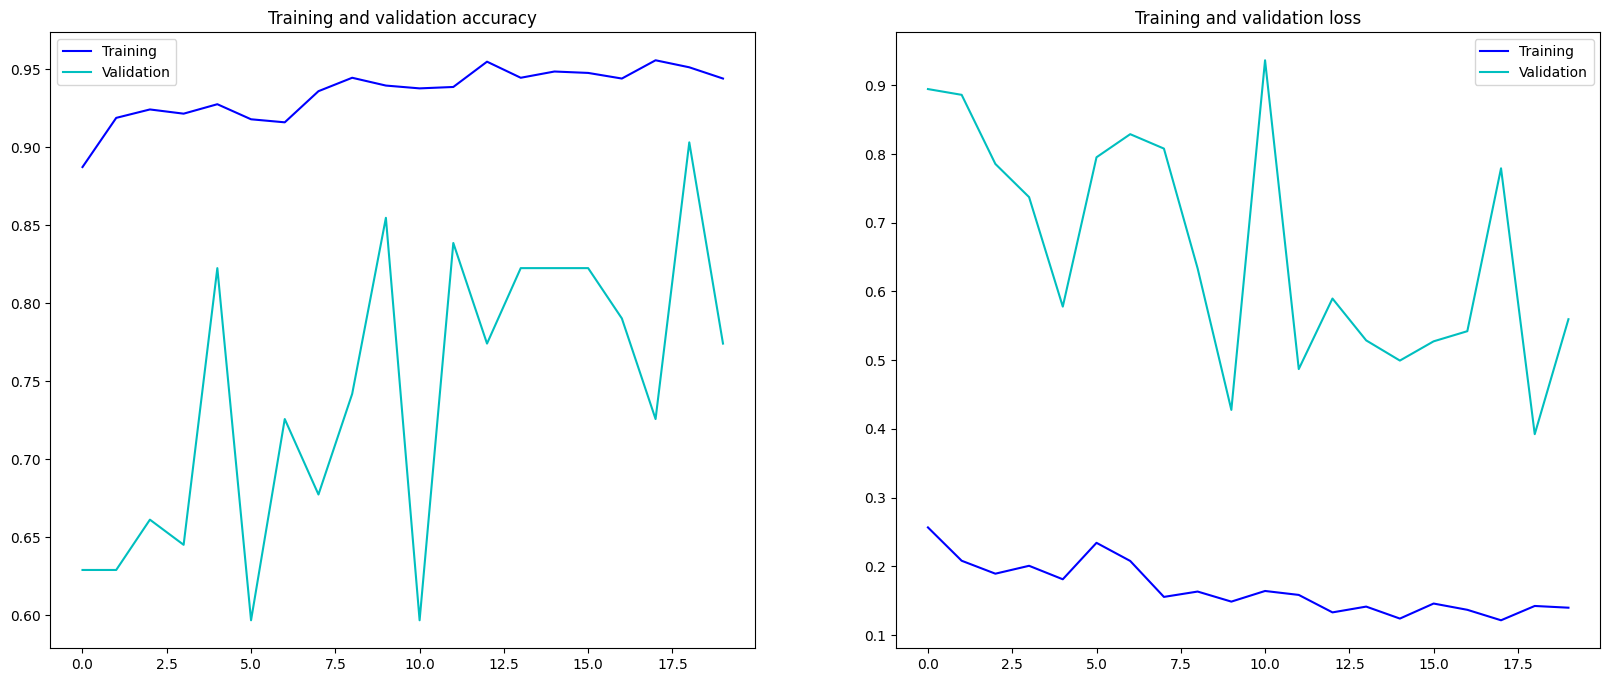 Training and validation accuracy
Training
Validation
0.95
0.90
0.85
0.80
0.75
0.70
0.65
0.60
0.0 2.5 5.0 7.5 10.0 12.5 15.0 17.5
Training and validation loss
Training
Validation
0.9
0.8
0.7
0.6
0.5
0.4
0.3
0.2
0.1
0.0 2.5 5.0 7.5 10.0 12.5 15.0 17.5